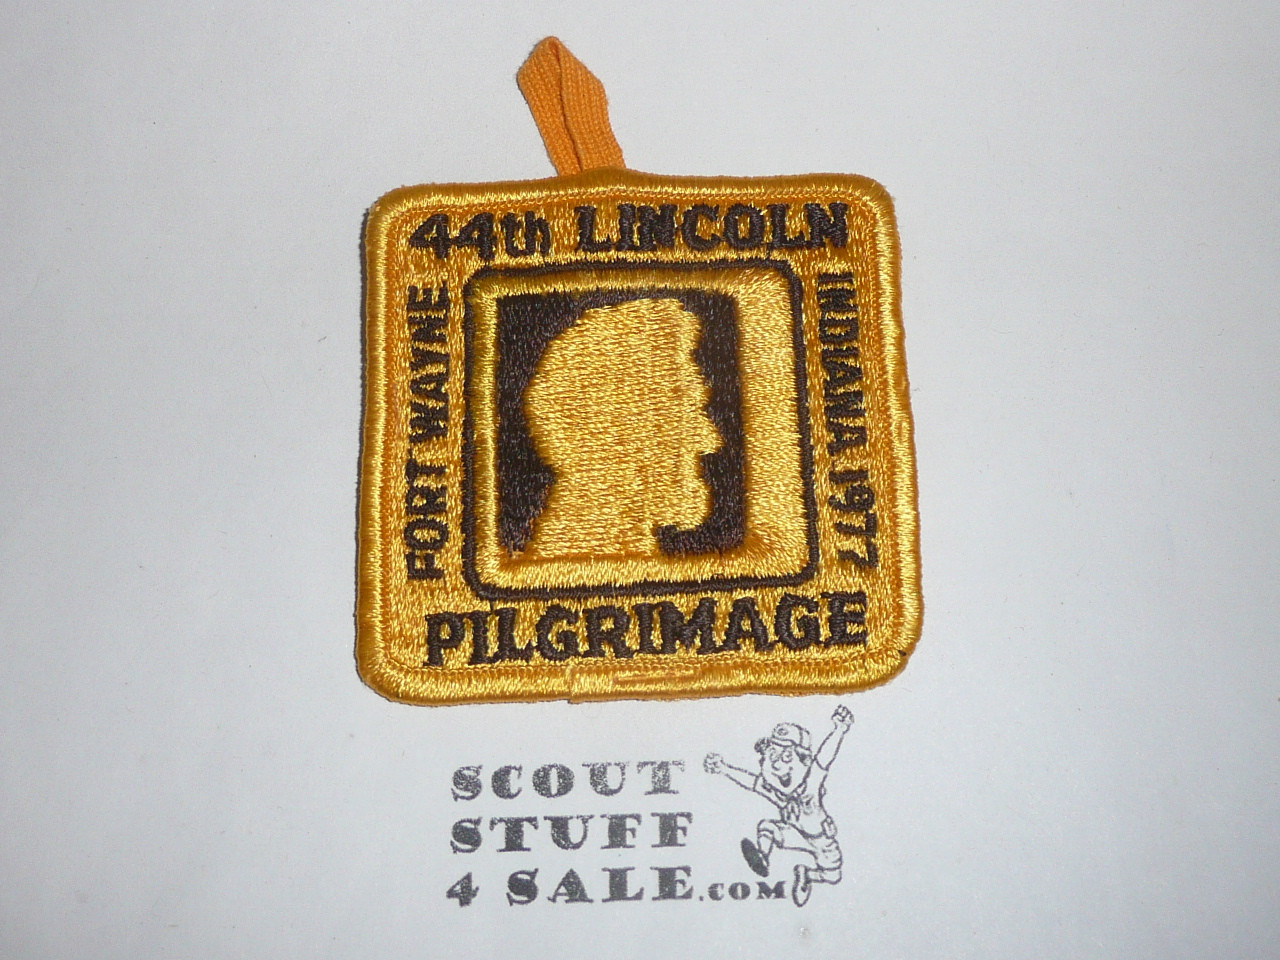 44th LINCOLN
FORT WAYNE
INDIANA 1977
PILGRIMAGE
SCOUT
STUFF
4 SALE.COM